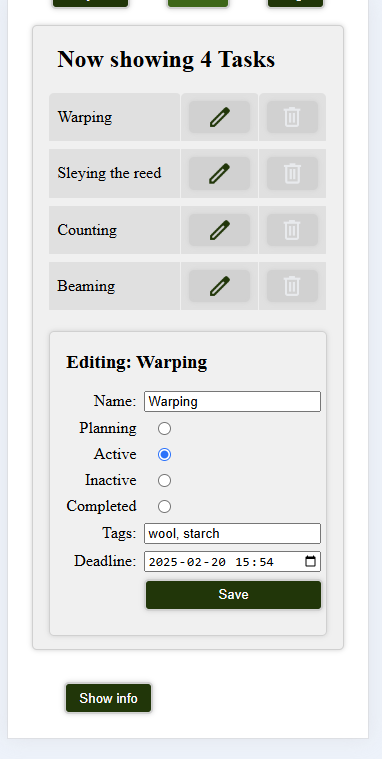 Now showing 4 Tasks
Warping
Sleying the reed
Counting
Beaming
Editing: Warping
Name: Warping
Planning
Active
Inactive
Completed
Tags: wool, starch
Deadline: 2025-02-20 15:54
Save
Show info